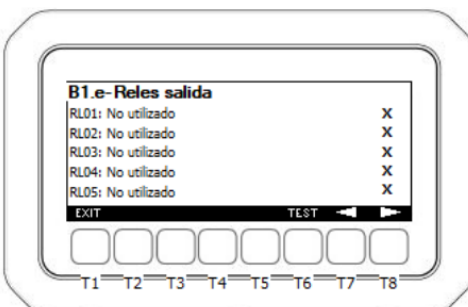 B1.e-Reles salida
RL01: No utilizado X
RL02: No utilizado X
RL03: No utilizado X
RL04: No utilizado X
RL05: No utilizado X
EXIT TEST
T1 T2 T3 T4 T5 T6 T7 T8